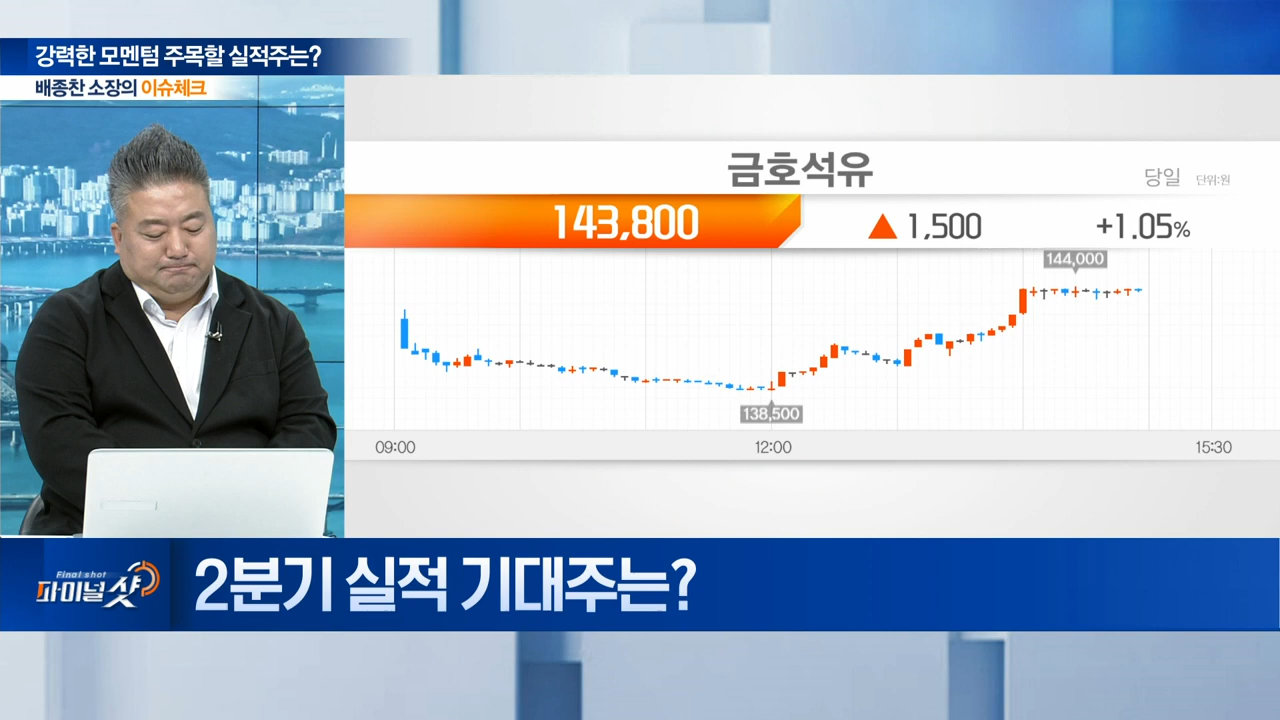 강력한 모멘텀 주목할 실적주는?
배종찬 소장의 이슈체크
금호석유
당일 단위:원
143,800 ▲ 1,500 +1.05%
144,000
138,500
09:00 12:00 15:30
Final shot
파이널샷
2분기 실적 기대주는?